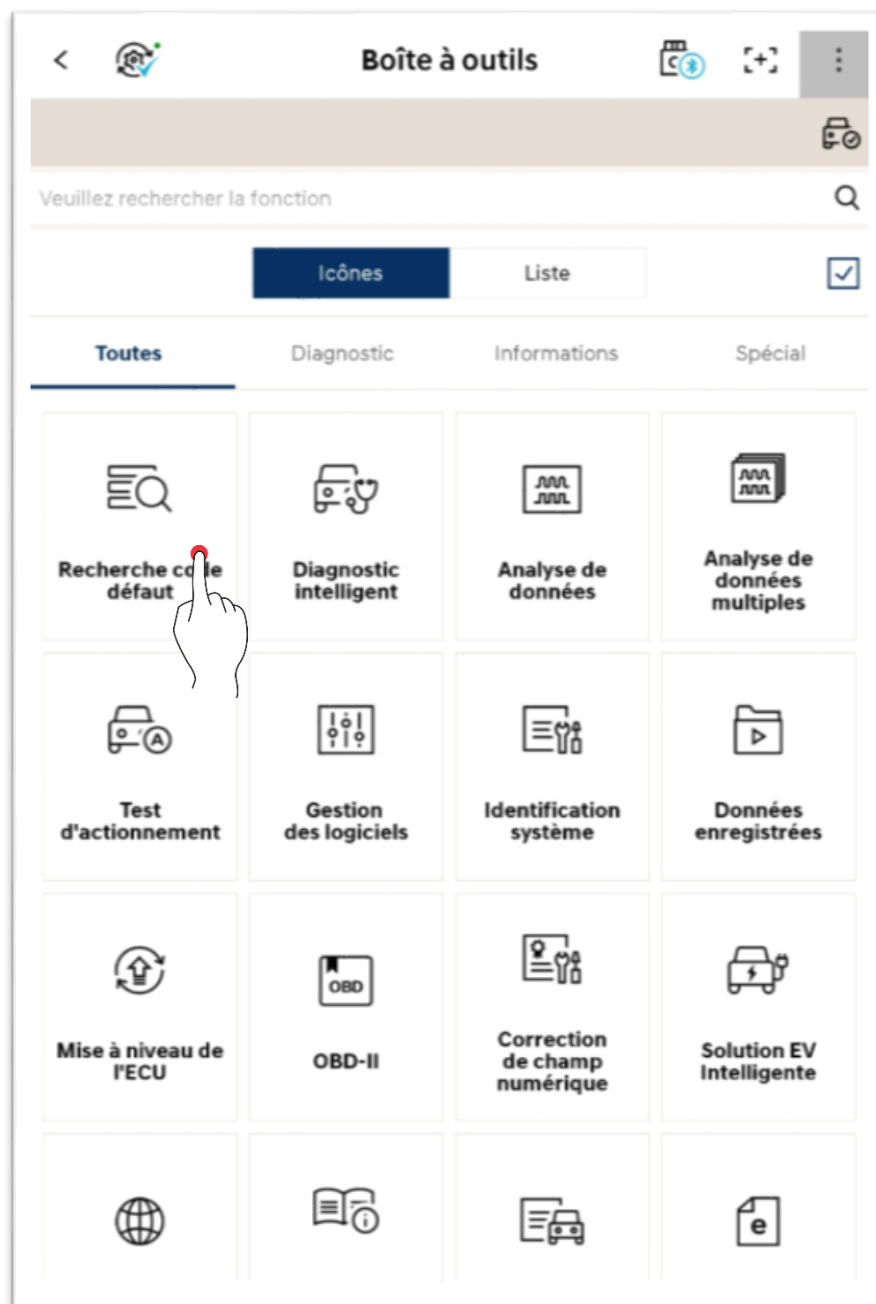 Boîte à outils
Veuillez rechercher la fonction
Icônes
Liste
Toutes
Diagnostic
Informations
Spécial
Recherche code
défaut
Diagnostic
intelligent
Analyse de
données
Analyse de
données
multiples
Test
d'actionnement
Gestion
des logiciels
Identification
système
Données
enregistrées
Mise à niveau de
l'ECU
OBD
OBD-II
Correction
de champ
numérique
Solution EV
Intelligente
e